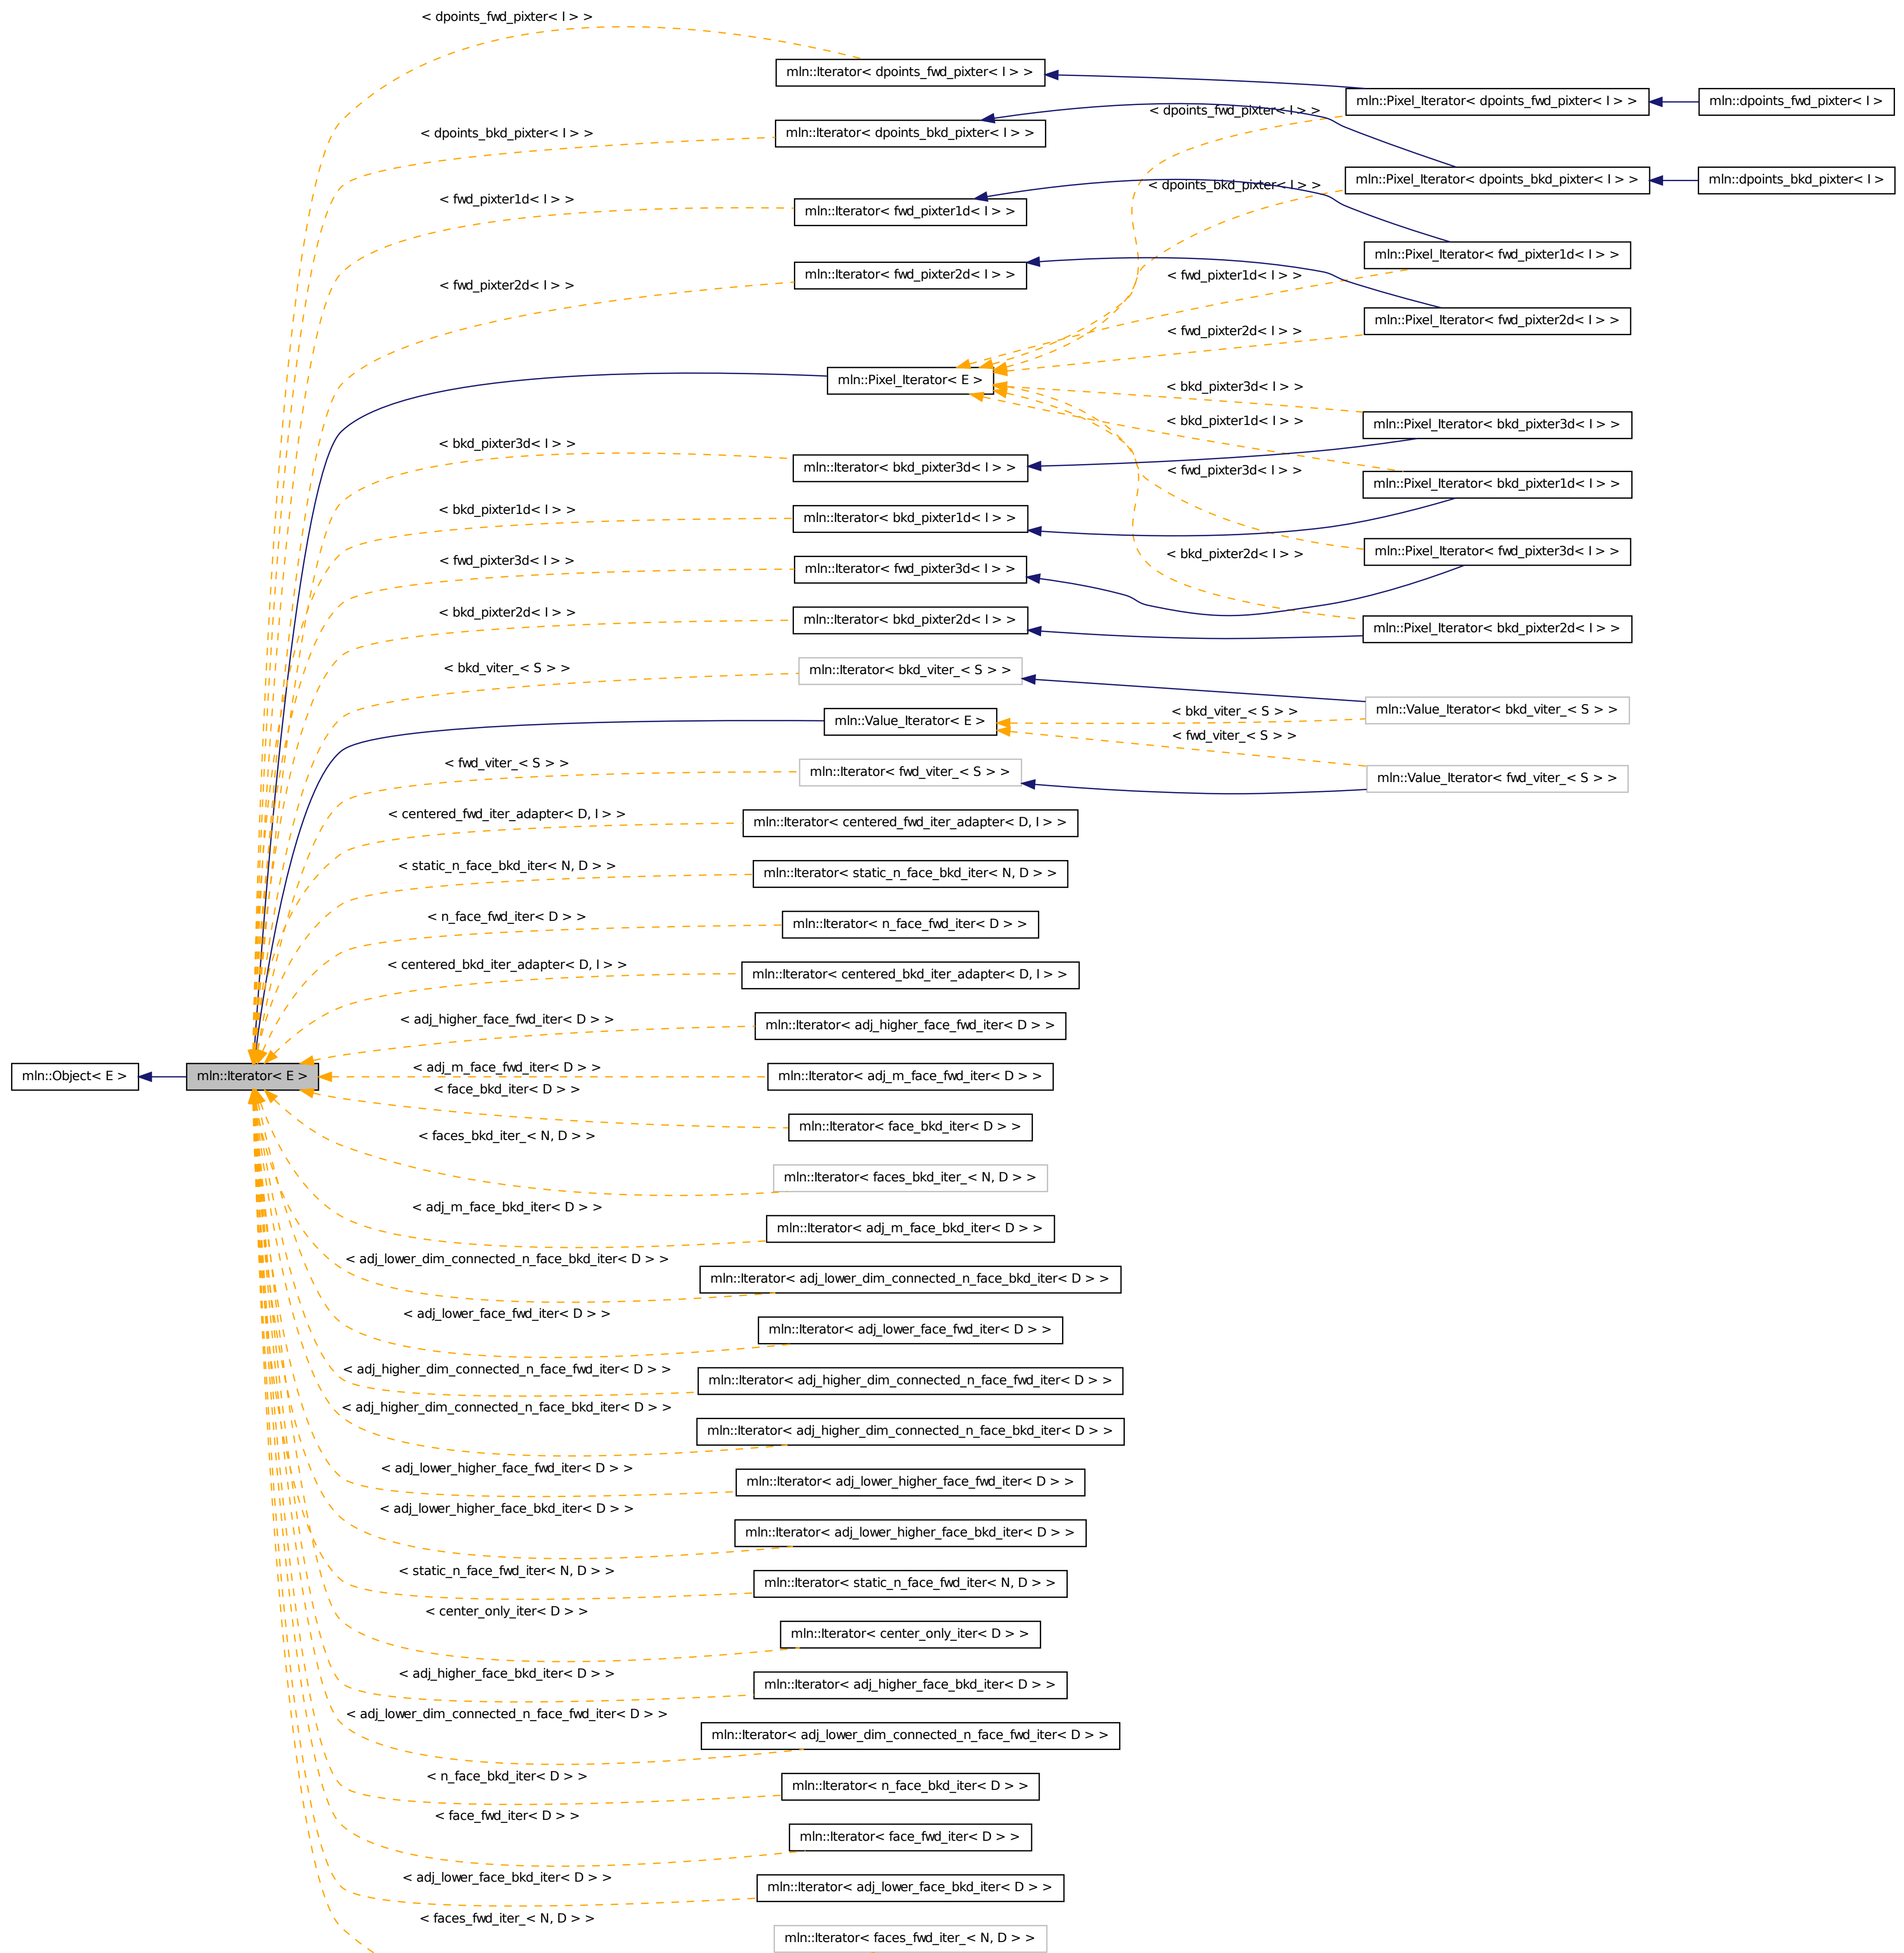 < dpoints_fwd_pixter< I > >
mln::Iterator< dpoints_fwd_pixter< I > >
mln::Pixel_Iterator< dpoints_fwd_pixter< I > >
mln::dpoints_fwd_pixter< I >
< dpoints_fwd_pixter< I > >
< dpoints_bkd_pixter< I > >
mln::Iterator< dpoints_bkd_pixter< I > >
mln::Pixel_Iterator< dpoints_bkd_pixter< I > >
mln::dpoints_bkd_pixter< I >
< dpoints_bkd_pixter< I > >
< fwd_pixter1d< I > >
mln::Iterator< fwd_pixter1d< I > >
mln::Pixel_Iterator< fwd_pixter1d< I > >
< fwd_pixter1d< I > >
< fwd_pixter2d< I > >
mln::Iterator< fwd_pixter2d< I > >
mln::Pixel_Iterator< fwd_pixter2d< I > >
< fwd_pixter2d< I > >
mln::Pixel_Iterator< E >
< bkd_pixter3d< I > >
mln::Pixel_Iterator< bkd_pixter3d< I > >
< bkd_pixter1d< I > >
< bkd_pixter3d< I > >
mln::Iterator< bkd_pixter3d< I > >
< fwd_pixter3d< I > >
mln::Pixel_Iterator< bkd_pixter1d< I > >
< bkd_pixter1d< I > >
mln::Iterator< bkd_pixter1d< I > >
mln::Pixel_Iterator< fwd_pixter3d< I > >
< bkd_pixter2d< I > >
< fwd_pixter3d< I > >
mln::Iterator< fwd_pixter3d< I > >
< bkd_pixter2d< I > >
mln::Iterator< bkd_pixter2d< I > >
mln::Pixel_Iterator< bkd_pixter2d< I > >
< bkd_viter_< S > >
mln::Iterator< bkd_viter_< S > >
mln::Value_Iterator< bkd_viter_< S > >
< bkd_viter_< S > >
mln::Value_Iterator< E >
< fwd_viter_< S > >
< fwd_viter_< S > >
mln::Iterator< fwd_viter_< S > >
mln::Value_Iterator< fwd_viter_< S > >
< centered_fwd_iter_adapter< D, I > >
mln::Iterator< centered_fwd_iter_adapter< D, I > >
< static_n_face_bkd_iter< N, D > >
mln::Iterator< static_n_face_bkd_iter< N, D > >
< n_face_fwd_iter< D > >
mln::Iterator< n_face_fwd_iter< D > >
< centered_bkd_iter_adapter< D, I > >
mln::Iterator< centered_bkd_iter_adapter< D, I > >
< adj_higher_face_fwd_iter< D > >
mln::Iterator< adj_higher_face_fwd_iter< D > >
mln::Object< E >
mln::Iterator< E >
< adj_m_face_fwd_iter< D > >
mln::Iterator< adj_m_face_fwd_iter< D > >
< face_bkd_iter< D > >
mln::Iterator< face_bkd_iter< D > >
< faces_bkd_iter_< N, D > >
mln::Iterator< faces_bkd_iter_< N, D > >
< adj_m_face_bkd_iter< D > >
mln::Iterator< adj_m_face_bkd_iter< D > >
< adj_lower_dim_connected_n_face_bkd_iter< D > >
mln::Iterator< adj_lower_dim_connected_n_face_bkd_iter< D > >
< adj_lower_face_fwd_iter< D > >
mln::Iterator< adj_lower_face_fwd_iter< D > >
< adj_higher_dim_connected_n_face_fwd_iter< D > >
mln::Iterator< adj_higher_dim_connected_n_face_fwd_iter< D > >
< adj_higher_dim_connected_n_face_bkd_iter< D > >
mln::Iterator< adj_higher_dim_connected_n_face_bkd_iter< D > >
< adj_lower_higher_face_fwd_iter< D > >
mln::Iterator< adj_lower_higher_face_fwd_iter< D > >
< adj_lower_higher_face_bkd_iter< D > >
mln::Iterator< adj_lower_higher_face_bkd_iter< D > >
< static_n_face_fwd_iter< N, D > >
mln::Iterator< static_n_face_fwd_iter< N, D > >
< center_only_iter< D > >
mln::Iterator< center_only_iter< D > >
< adj_higher_face_bkd_iter< D > >
mln::Iterator< adj_higher_face_bkd_iter< D > >
< adj_lower_dim_connected_n_face_fwd_iter< D > >
mln::Iterator< adj_lower_dim_connected_n_face_fwd_iter< D > >
< n_face_bkd_iter< D > >
mln::Iterator< n_face_bkd_iter< D > >
< face_fwd_iter< D > >
mln::Iterator< face_fwd_iter< D > >
< adj_lower_face_bkd_iter< D > >
mln::Iterator< adj_lower_face_bkd_iter< D > >
< faces_fwd_iter_< N, D > >
mln::Iterator< faces_fwd_iter_< N, D > >